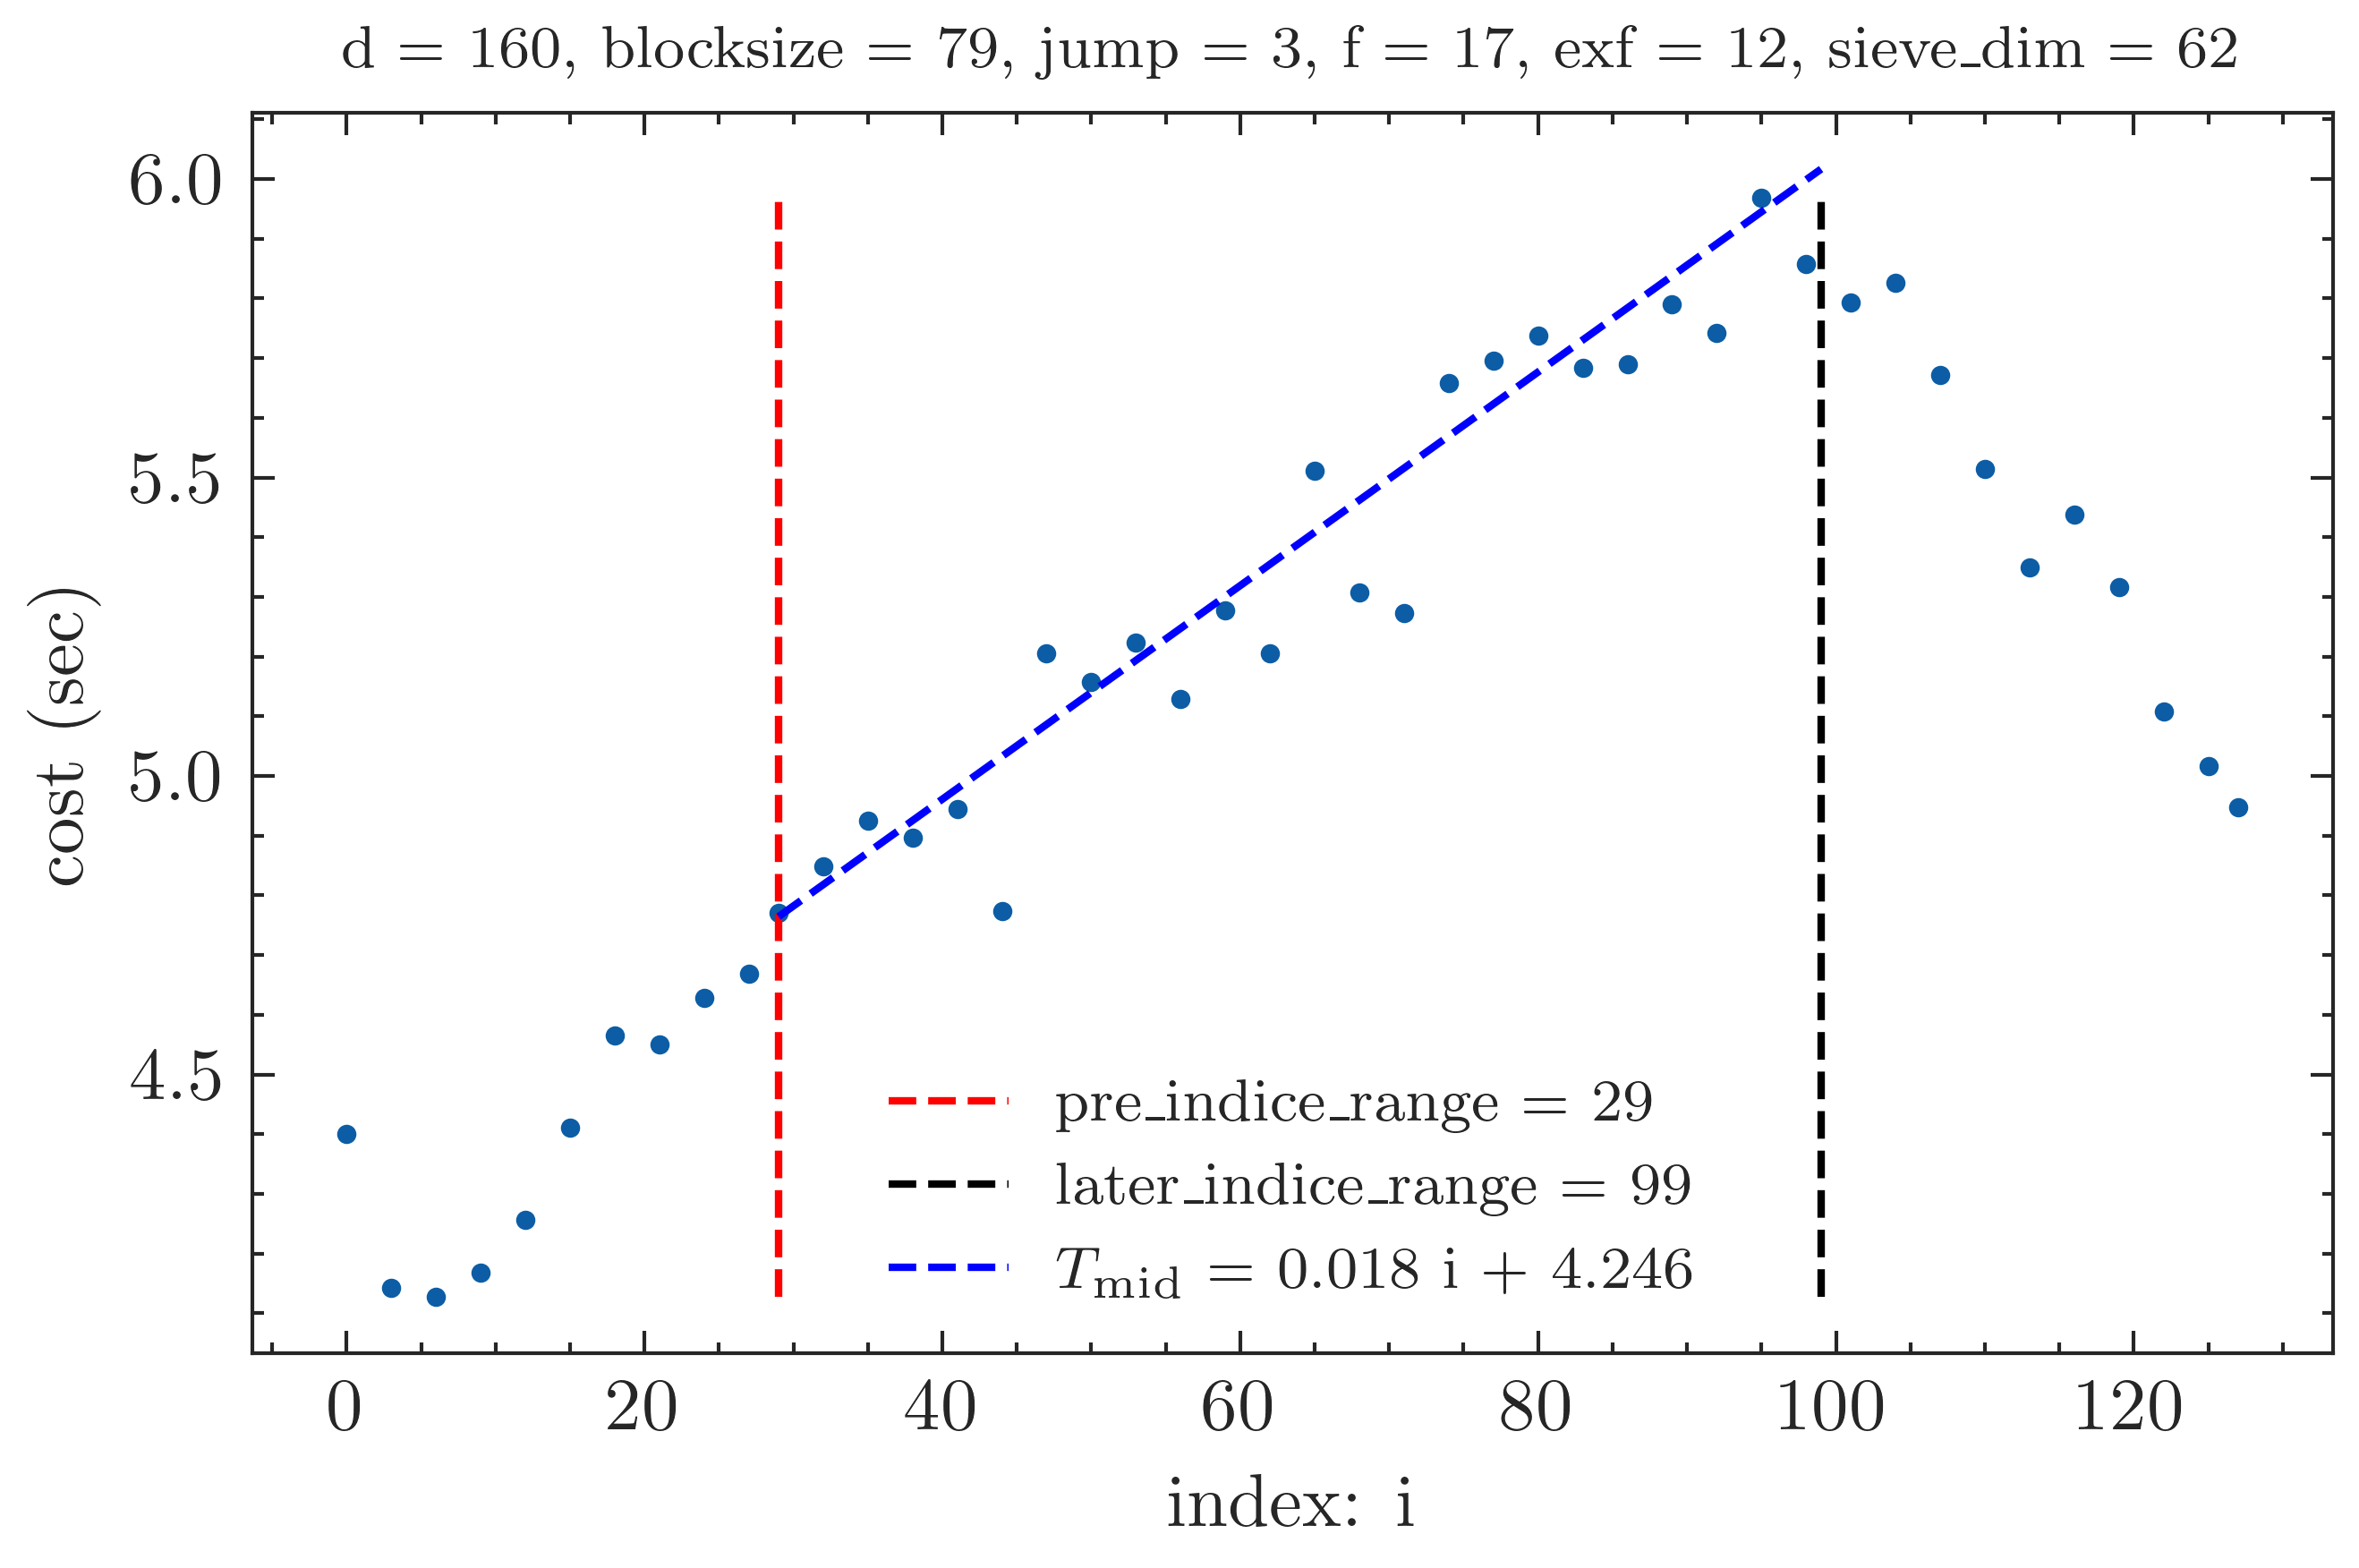 d = 160, blocksize = 79, jump = 3, f = 17, exf = 12, sieve_dim = 62
6.0
5.5
5.0
4.5
cost (sec)
pre_indice_range = 29
later_indice_range = 99
T_mid = 0.018 i + 4.246
0 20 40 60 80 100 120
index: i